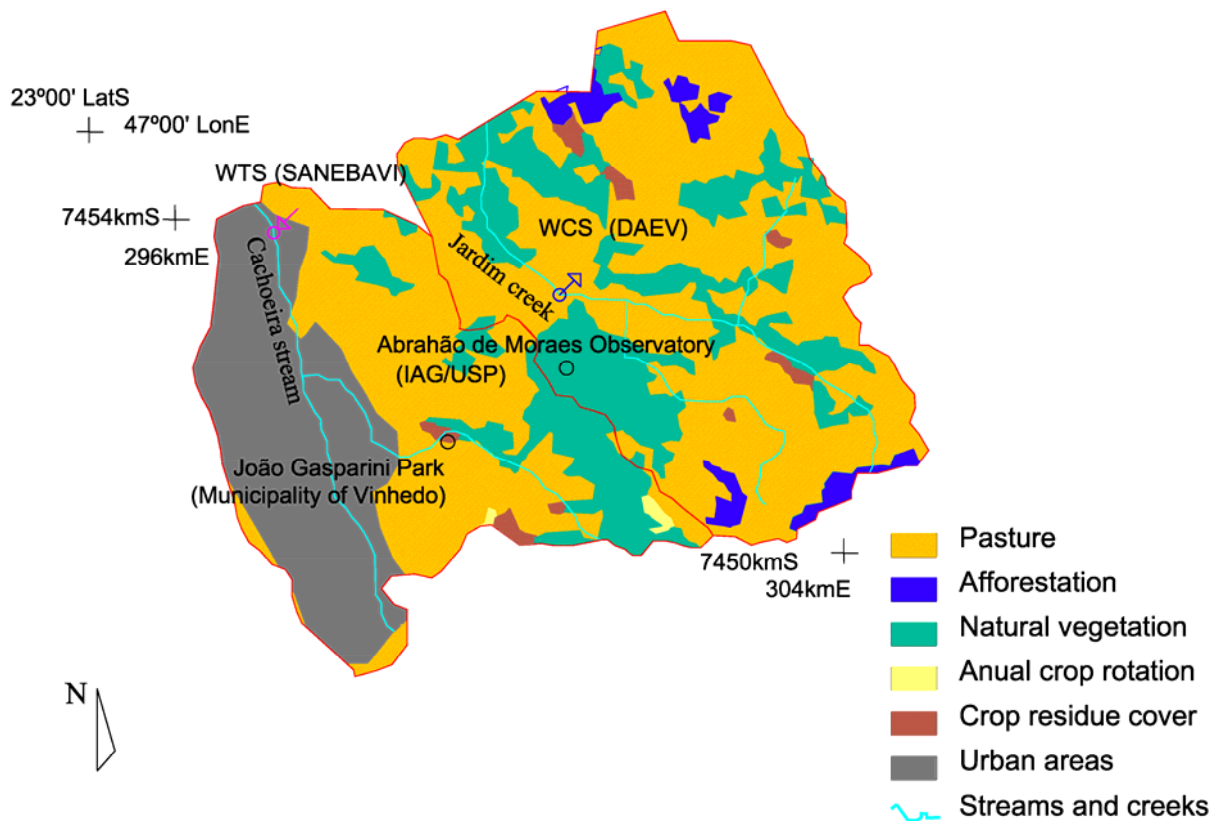 23º00' LatS
47º00' LonE
WTS (SANEBAVI)
7454kmS
296kmE
WCS (DAEV)
Cachoeira stream
Jardim creek
Abrahão de Moraes Observatory
(IAG/USP)
João Gasparini Park
(Municipality of Vinhedo)
7450kmS
304kmE
N
Pasture
Afforestation
Natural vegetation
Anual crop rotation
Crop residue cover
Urban areas
Streams and creeks